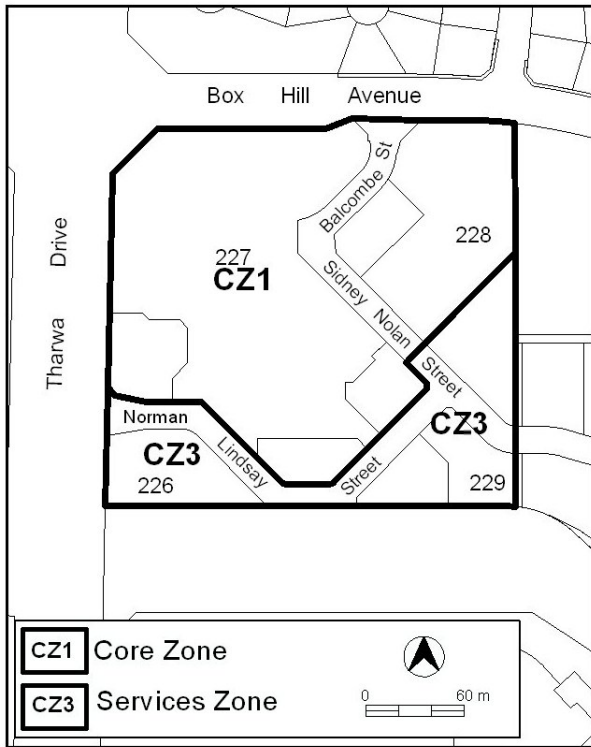 Box Hill Avenue
Balcombe St
Tharwa Drive
227
CZ1
228
Sidney Nolan Street
Norman Lindsay Street
CZ3
226
CZ3
229
CZ1 Core Zone
CZ3 Services Zone
0 60 m